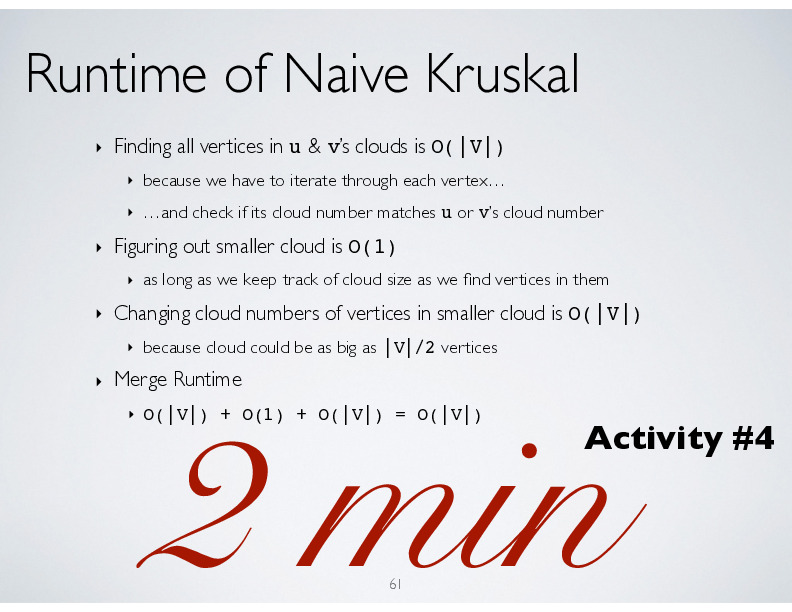 Runtime of Naive Kruskal
‣ Finding all vertices in u & v’s clouds is O(|V|)
‣ because we have to iterate through each vertex…
‣ …and check if its cloud number matches u or v’s cloud number
‣ Figuring out smaller cloud is O(1)
‣ as long as we keep track of cloud size as we find vertices in them
‣ Changing cloud numbers of vertices in smaller cloud is O(|V|)
‣ because cloud could be as big as |V|/2 vertices
‣ Merge Runtime
‣ O(|V|) + O(1) + O(|V|) = O(|V|)
Activity #4
2 min
61